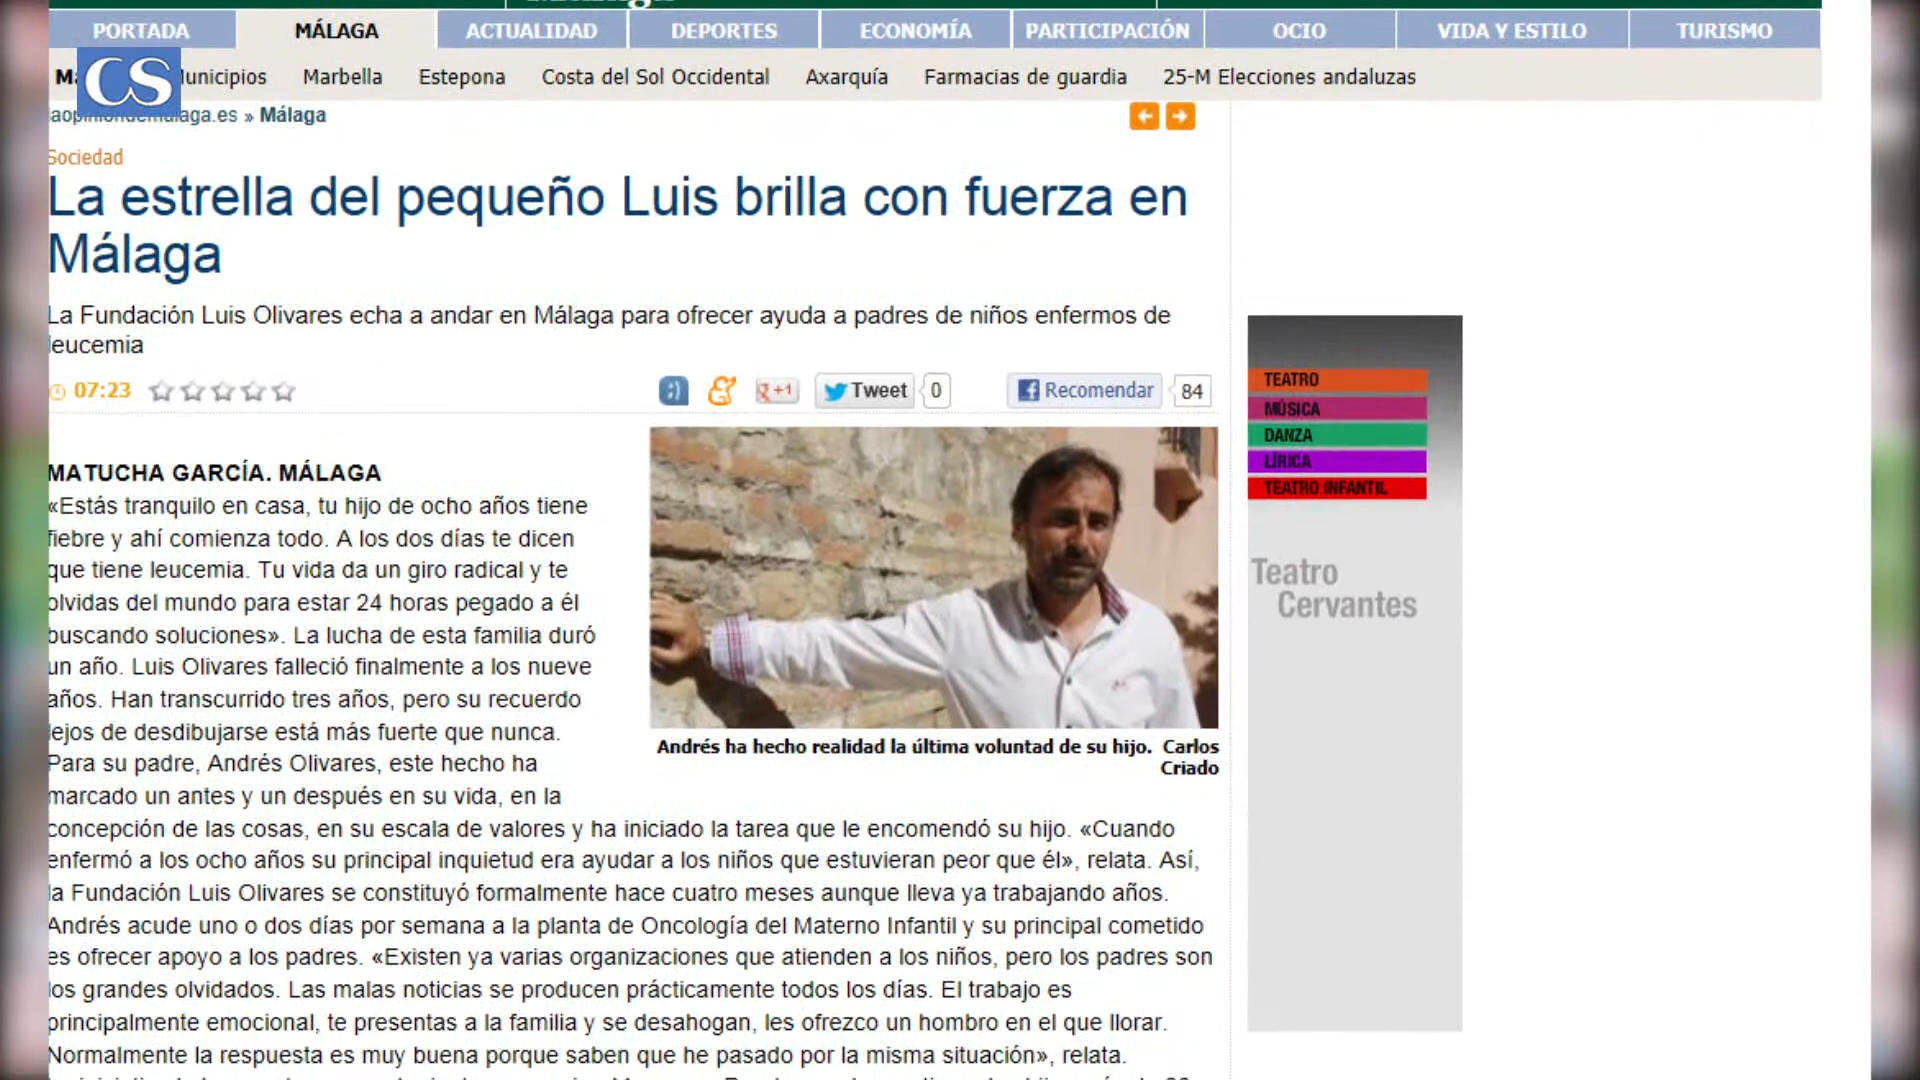 PORTADA MÁLAGA ACTUALIDAD DEPORTES ECONOMÍA PARTICIPACIÓN OCIO VIDA Y ESTILO TURISMO
CS Marbella Estepona Costa del Sol Occidental Axarquía Farmacias de guardia 25-M Elecciones andaluzas
» Málaga
Sociedad
La estrella del pequeño Luis brilla con fuerza en
Málaga
La Fundación Luis Olivares echa a andar en Málaga para ofrecer ayuda a padres de niños enfermos de
leucemia
07:23 +1 Tweet 0 Recomendar 84
MATUCHA GARCÍA. MÁLAGA
«Estás tranquilo en casa, tu hijo de ocho años tiene
fiebre y ahí comienza todo. A los dos días te dicen
que tiene leucemia. Tu vida da un giro radical y te
olvidas del mundo para estar 24 horas pegado a él
buscando soluciones». La lucha de esta familia duró
un año. Luis Olivares falleció finalmente a los nueve
años. Han transcurrido tres años, pero su recuerdo
lejos de desdibujarse está más fuerte que nunca.
Para su padre, Andrés Olivares, este hecho ha
marcado un antes y un después en su vida, en la
concepción de las cosas, en su escala de valores y ha iniciado la tarea que le encomendó su hijo. «Cuando
enfermó a los ocho años su principal inquietud era ayudar a los niños que estuvieran peor que él», relata. Así,
la Fundación Luis Olivares se constituyó formalmente hace cuatro meses aunque lleva ya trabajando años.
Andrés acude uno o dos días por semana a la planta de Oncología del Materno Infantil y su principal cometido
es ofrecer apoyo a los padres. «Existen ya varias organizaciones que atienden a los niños, pero los padres son
los grandes olvidados. Las malas noticias se producen prácticamente todos los días. El trabajo es
principalmente emocional, te presentas a la familia y se desahogan, les ofrezco un hombro en el que llorar.
Normalmente la respuesta es muy buena porque saben que he pasado por la misma situación», relata.
Andrés ha hecho realidad la última voluntad de su hijo. Carlos
Criado
TEATRO
MÚSICA
DANZA
LÍRICA
TEATRO INFANTIL
Teatro
Cervantes